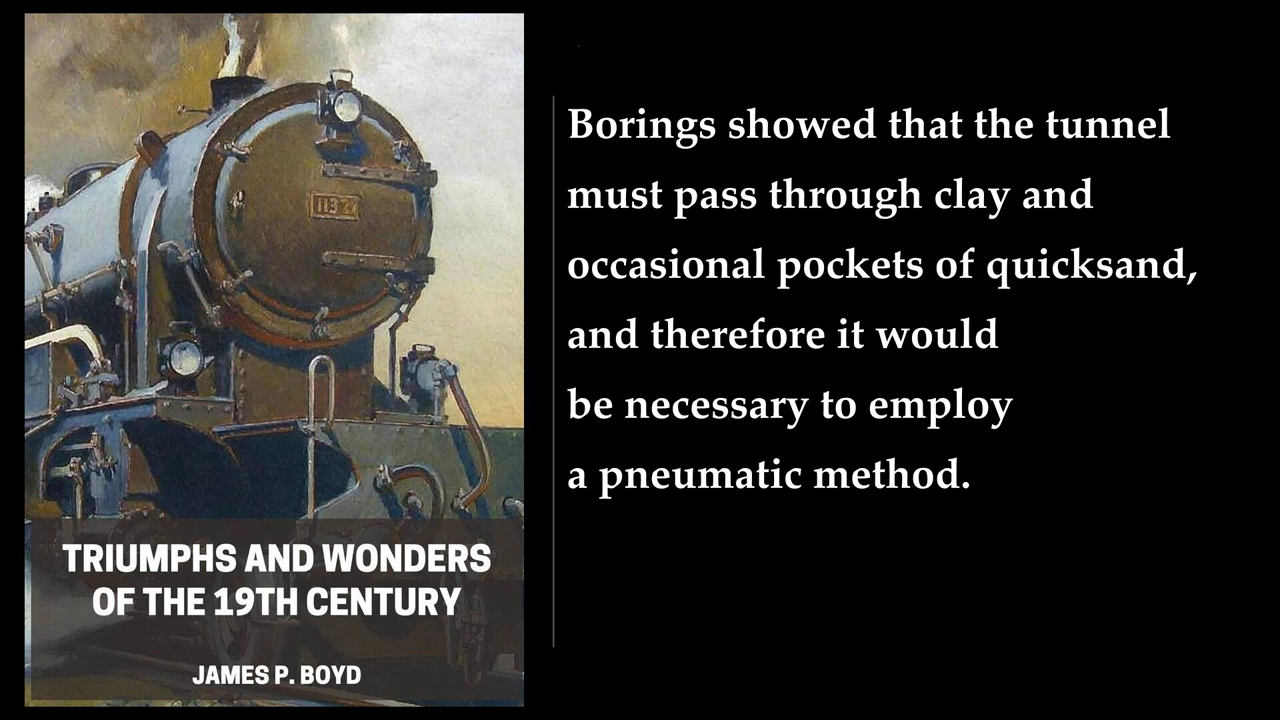 TRIUMPHS AND WONDERS
OF THE 19TH CENTURY
JAMES P. BOYD
Borings showed that the tunnel
must pass through clay and
occasional pockets of quicksand,
and therefore it would
be necessary to employ
a pneumatic method.